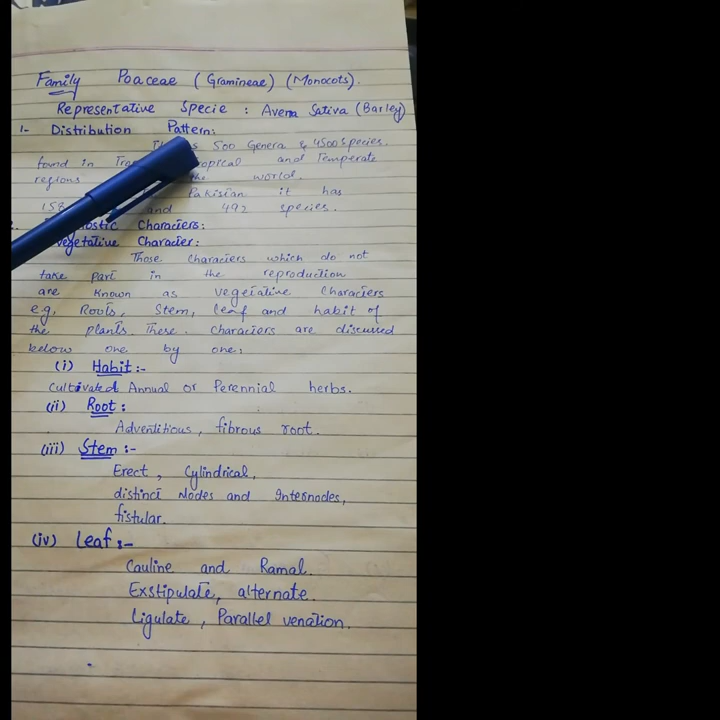 Family Poaceae (Gramineae) (Monocots).
Representative Specie : Avena Sativa (Barley)
1- Distribution Pattern:
500 Genera & 4500 species.
found in and Temperate
regions the world.
Pakistan it has
and 492 species.
Characters:
Vegetative Character:
Those characters which do not
take part in the reproduction
are known as vegetative characters
e.g, Roots, Stem, leaf and habit of
the plants. These characters are discussed
below one by one:
(i) Habit:-
Cultivated Annual or Perennial herbs.
(ii) Root:
Adventitious, fibrous root.
(iii) Stem:-
Erect, Cylindrical,
distinct Nodes and Internodes,
fistular.
(iv) Leaf:-
Cauline and Ramal.
Exstipulate, alternate.
Ligulate, Parallel venation.